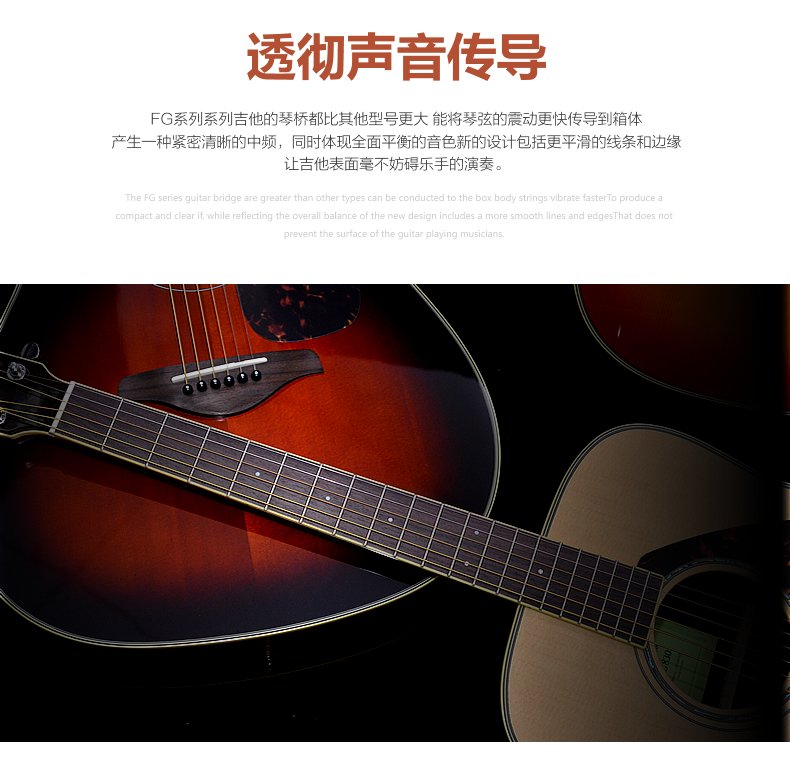 透彻声音传导
FG系列系列吉他的琴桥都比其他型号更大 能将琴弦的震动更快传导到箱体
产生一种紧密清晰的中频，同时体现全面平衡的音色新的设计包括更平滑的线条和边缘
让吉他表面毫不妨碍乐手的演奏。
The FG series guitar bridge are greater than other types can be conducted to the box body strings vibrate fasterTo produce a
compact and clear if, while reflecting the overall balance of the new design includes a more smooth lines and edgesThat does not
prevent the surface of the guitar playing musicians.